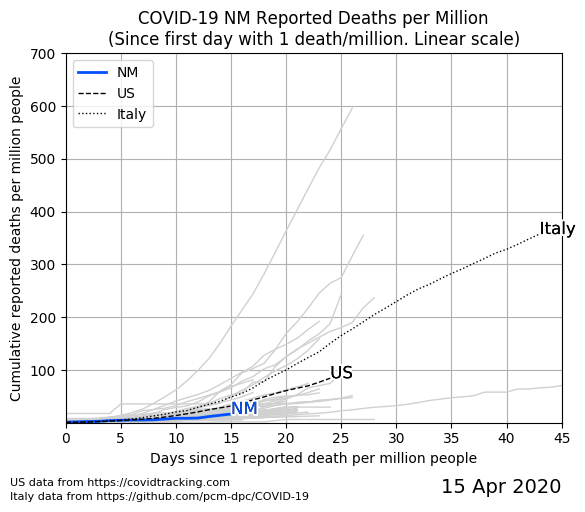 COVID-19 NM Reported Deaths per Million
(Since first day with 1 death/million. Linear scale)
Cumulative reported deaths per million people
700
600
500
400
300
200
100
NM
US
Italy
Italy
US
NM
0 5 10 15 20 25 30 35 40 45
Days since 1 reported death per million people
US data from https://covidtracking.com
Italy data from https://github.com/pcm-dpc/COVID-19
15 Apr 2020